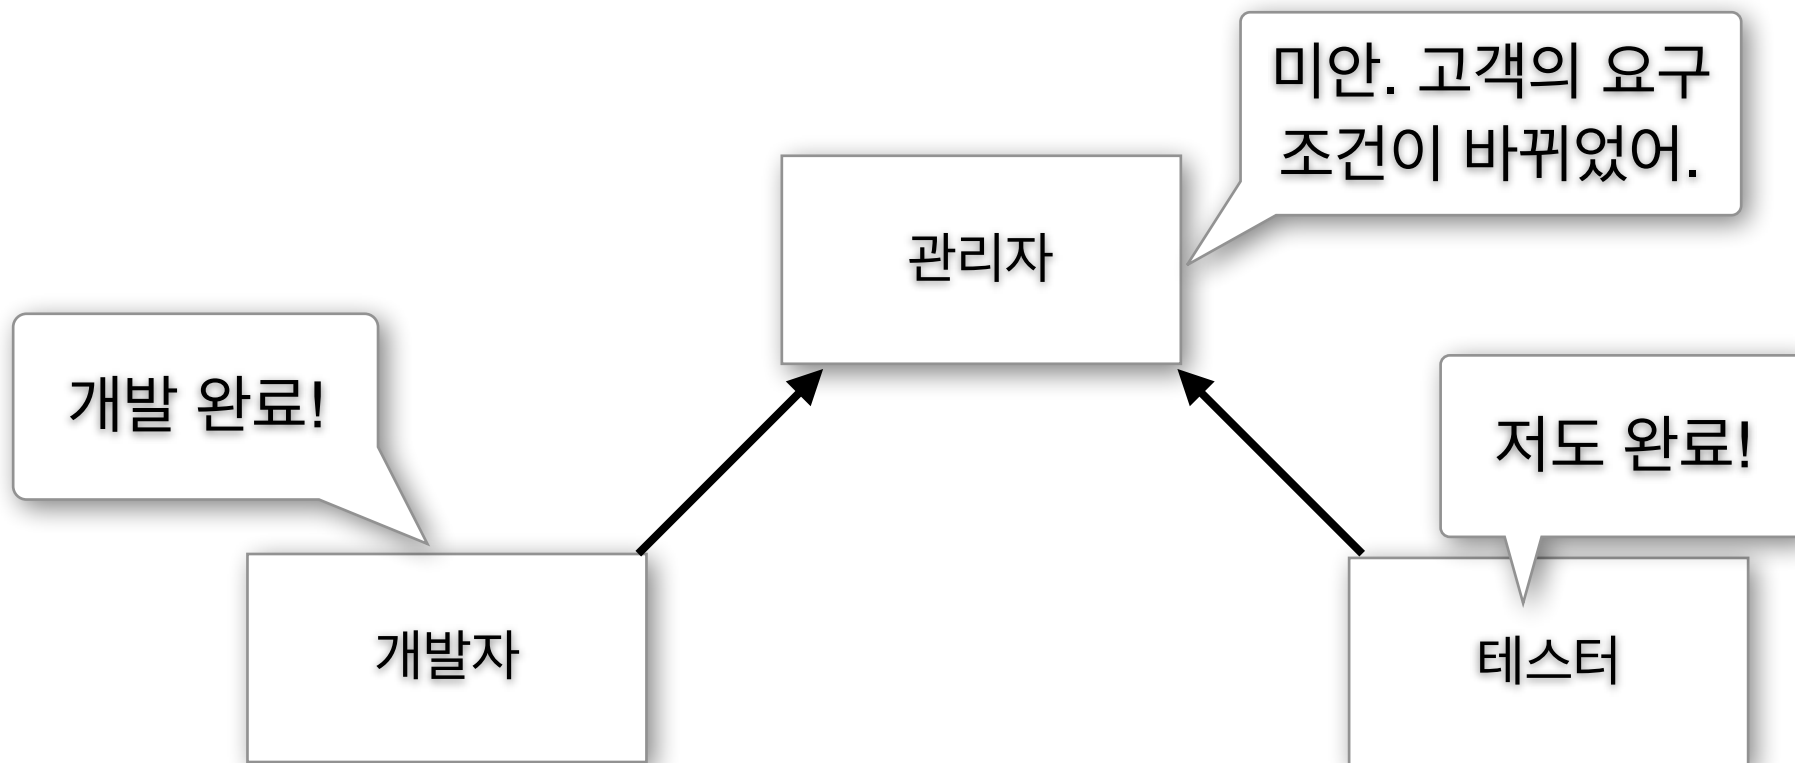 미안. 고객의 요구
조건이 바뀌었어.
관리자
개발 완료!
저도 완료!
개발자
테스터